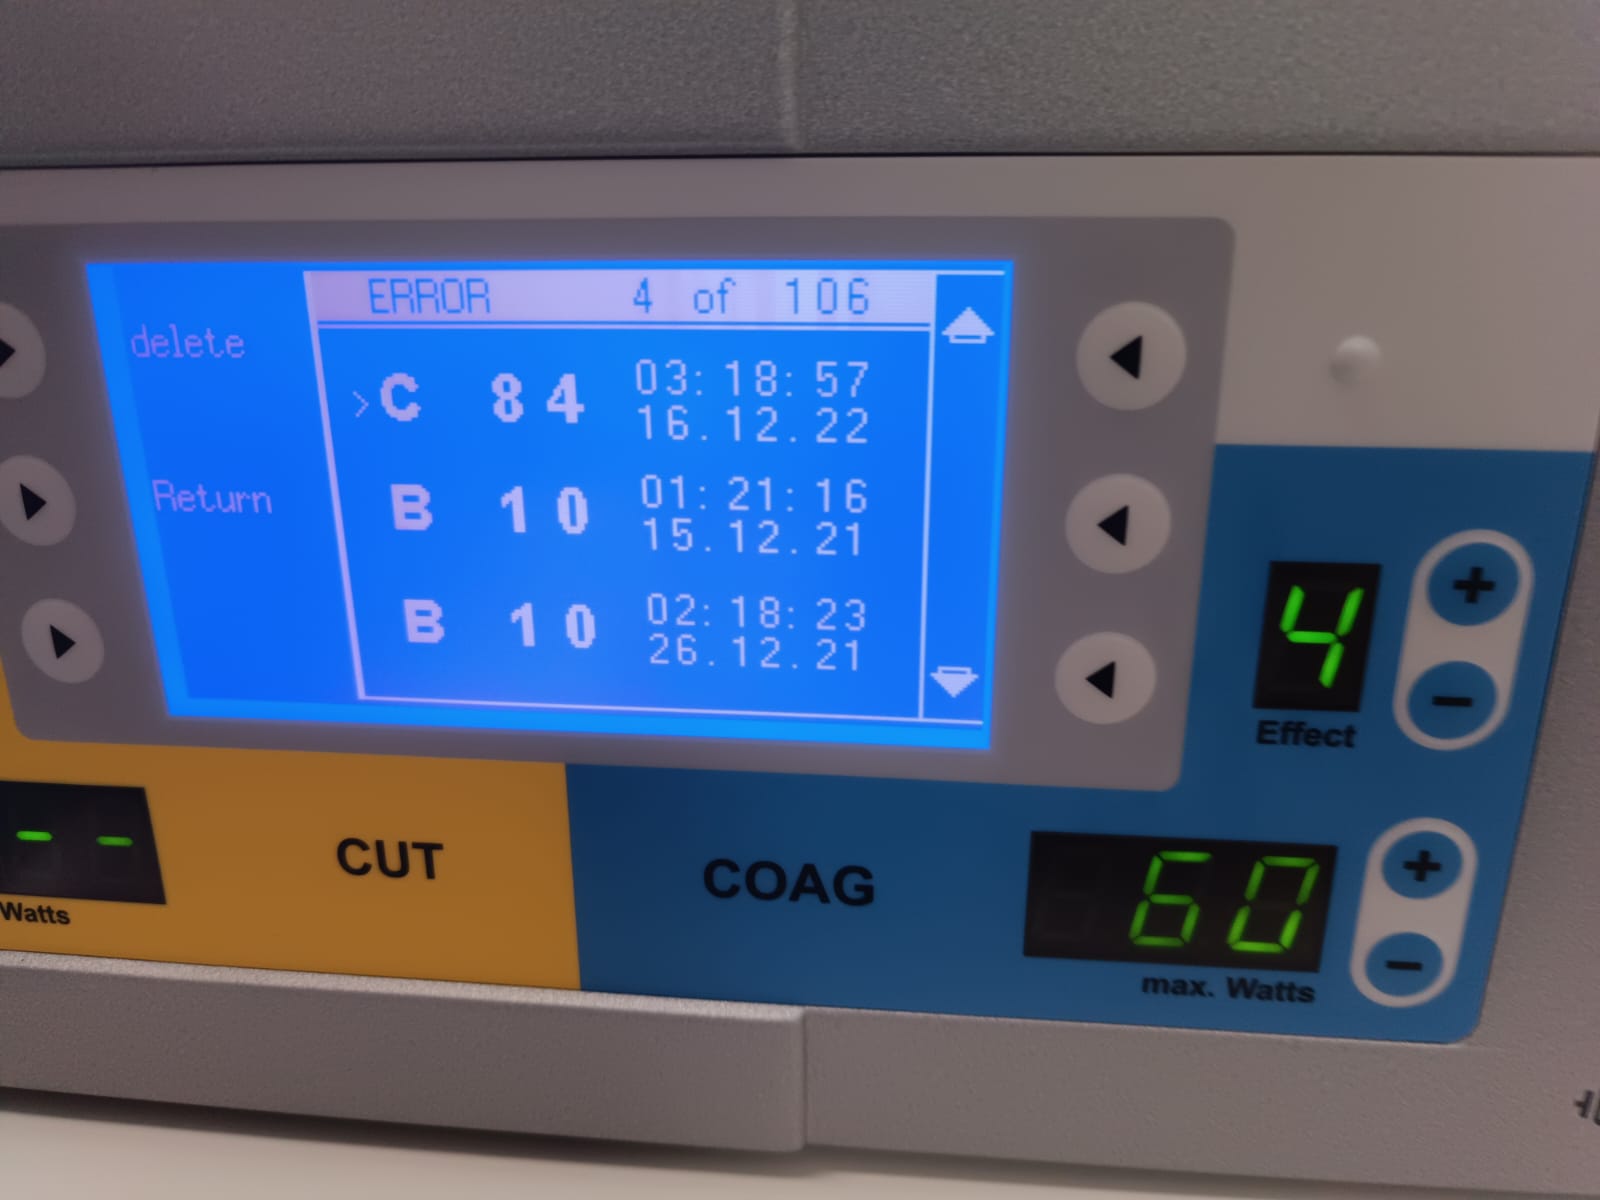 ERROR 4 of 106
delete
>C 84 03:18:57
16.12.22
Return
B 10 01:21:16
15.12.21
B 10 02:18:23
26.12.21
4
Effect
- -
Watts
CUT
COAG
60
max. Watts